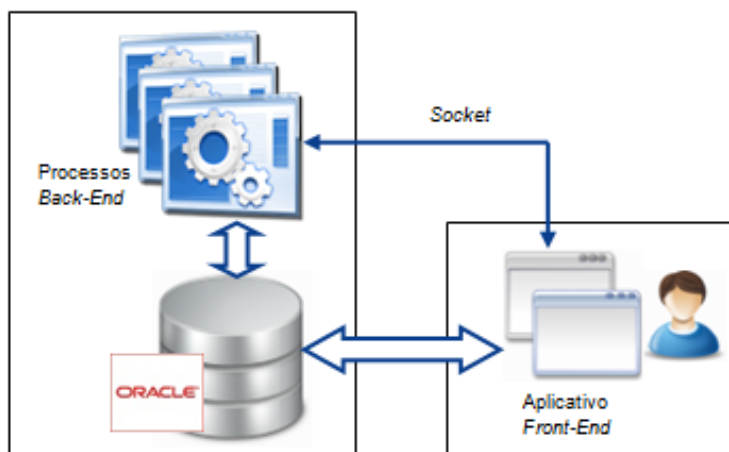 Socket
Processos
Back-End
ORACLE
Aplicativo
Front-End